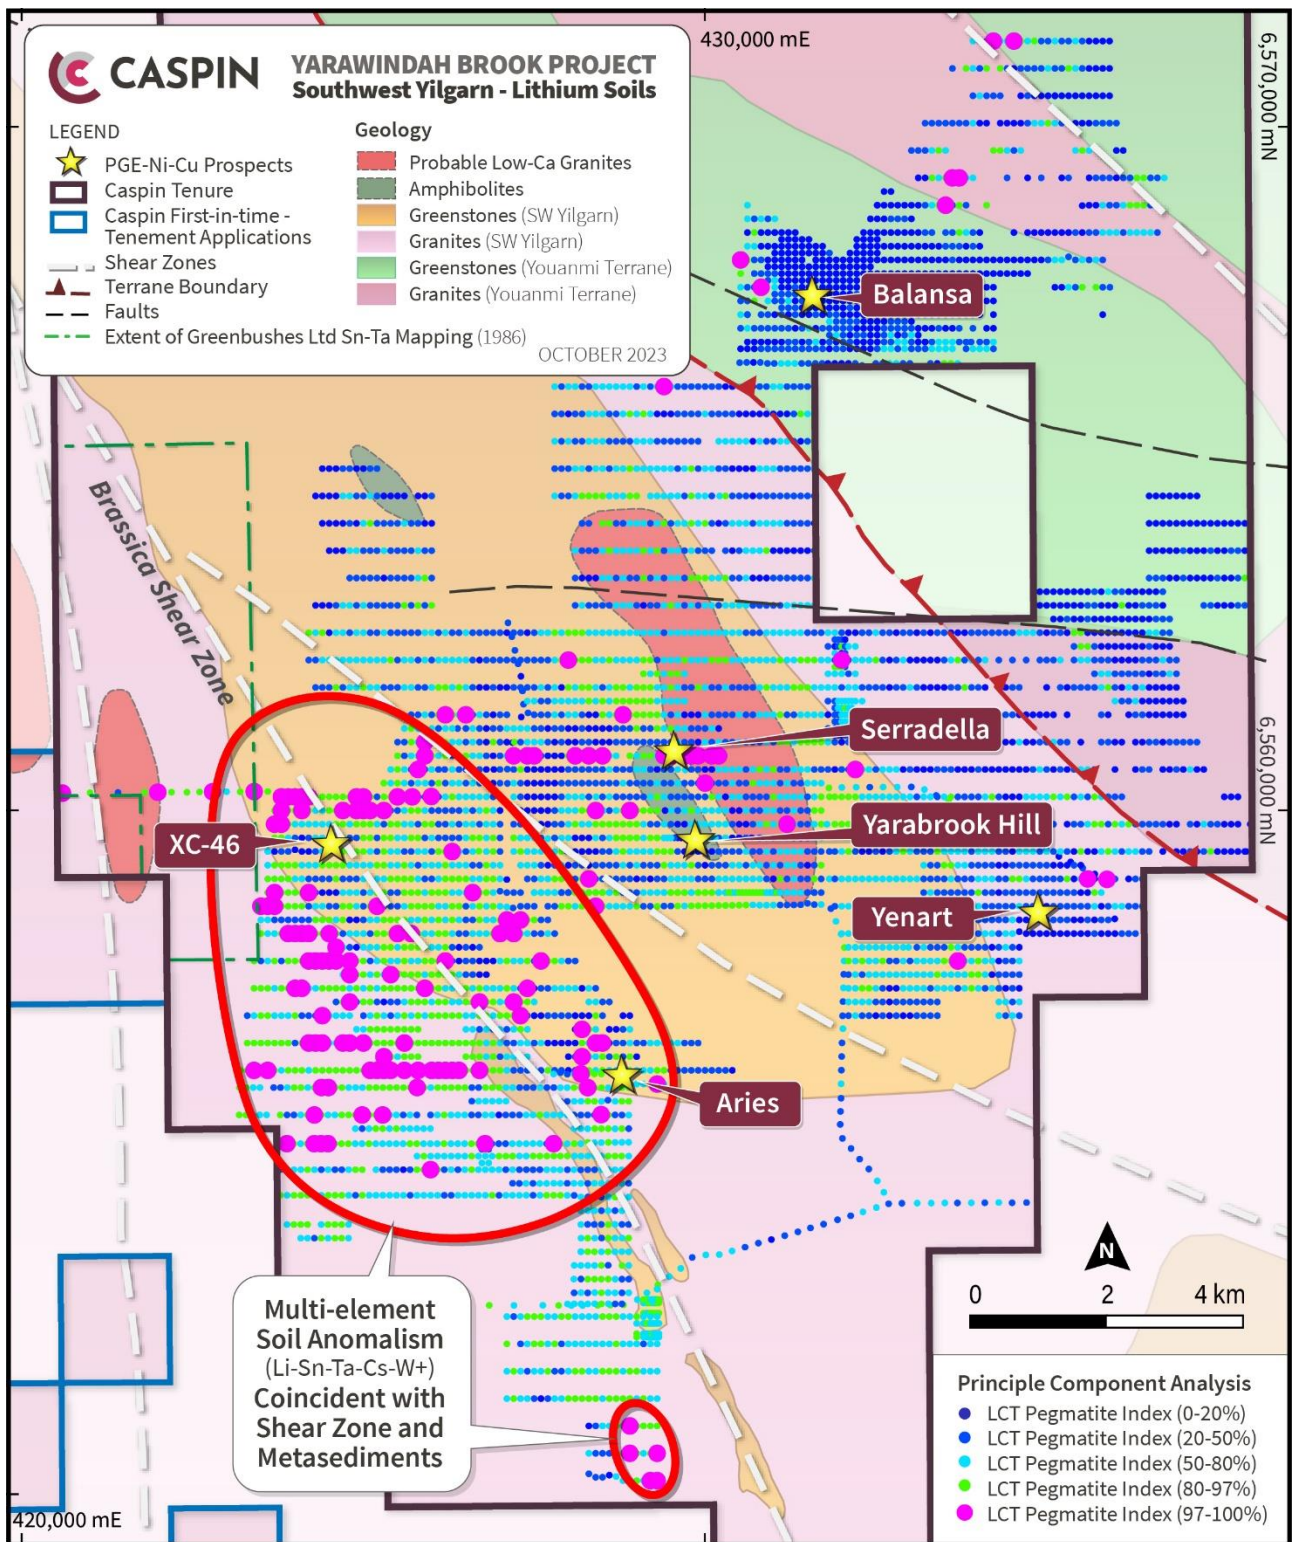 CASPIN
YARAWINDAH BROOK PROJECT
Southwest Yilgarn - Lithium Soils
LEGEND
PGE-Ni-Cu Prospects
Caspin Tenure
Caspin First-in-time -
Tenement Applications
Shear Zones
Terrane Boundary
Faults
Extent of Greenbushes Ltd Sn-Ta Mapping (1986)
Geology
Probable Low-Ca Granites
Amphibolites
Greenstones (SW Yilgarn)
Granites (SW Yilgarn)
Greenstones (Youanmi Terrane)
Granites (Youanmi Terrane)
OCTOBER 2023
430,000 mE
6,570,000 mN
Balansa
Brassica Shear Zone
Serradella
6,560,000 mN
Yarabrook Hill
XC-46
Yenart
Aries
Multi-element
Soil Anomalism
(Li-Sn-Ta-Cs-W+)
Coincident with
Shear Zone and
Metasediments
N
0 2 4 km
Principle Component Analysis
LCT Pegmatite Index (0-20%)
LCT Pegmatite Index (20-50%)
LCT Pegmatite Index (50-80%)
LCT Pegmatite Index (80-97%)
LCT Pegmatite Index (97-100%)
420,000 mE